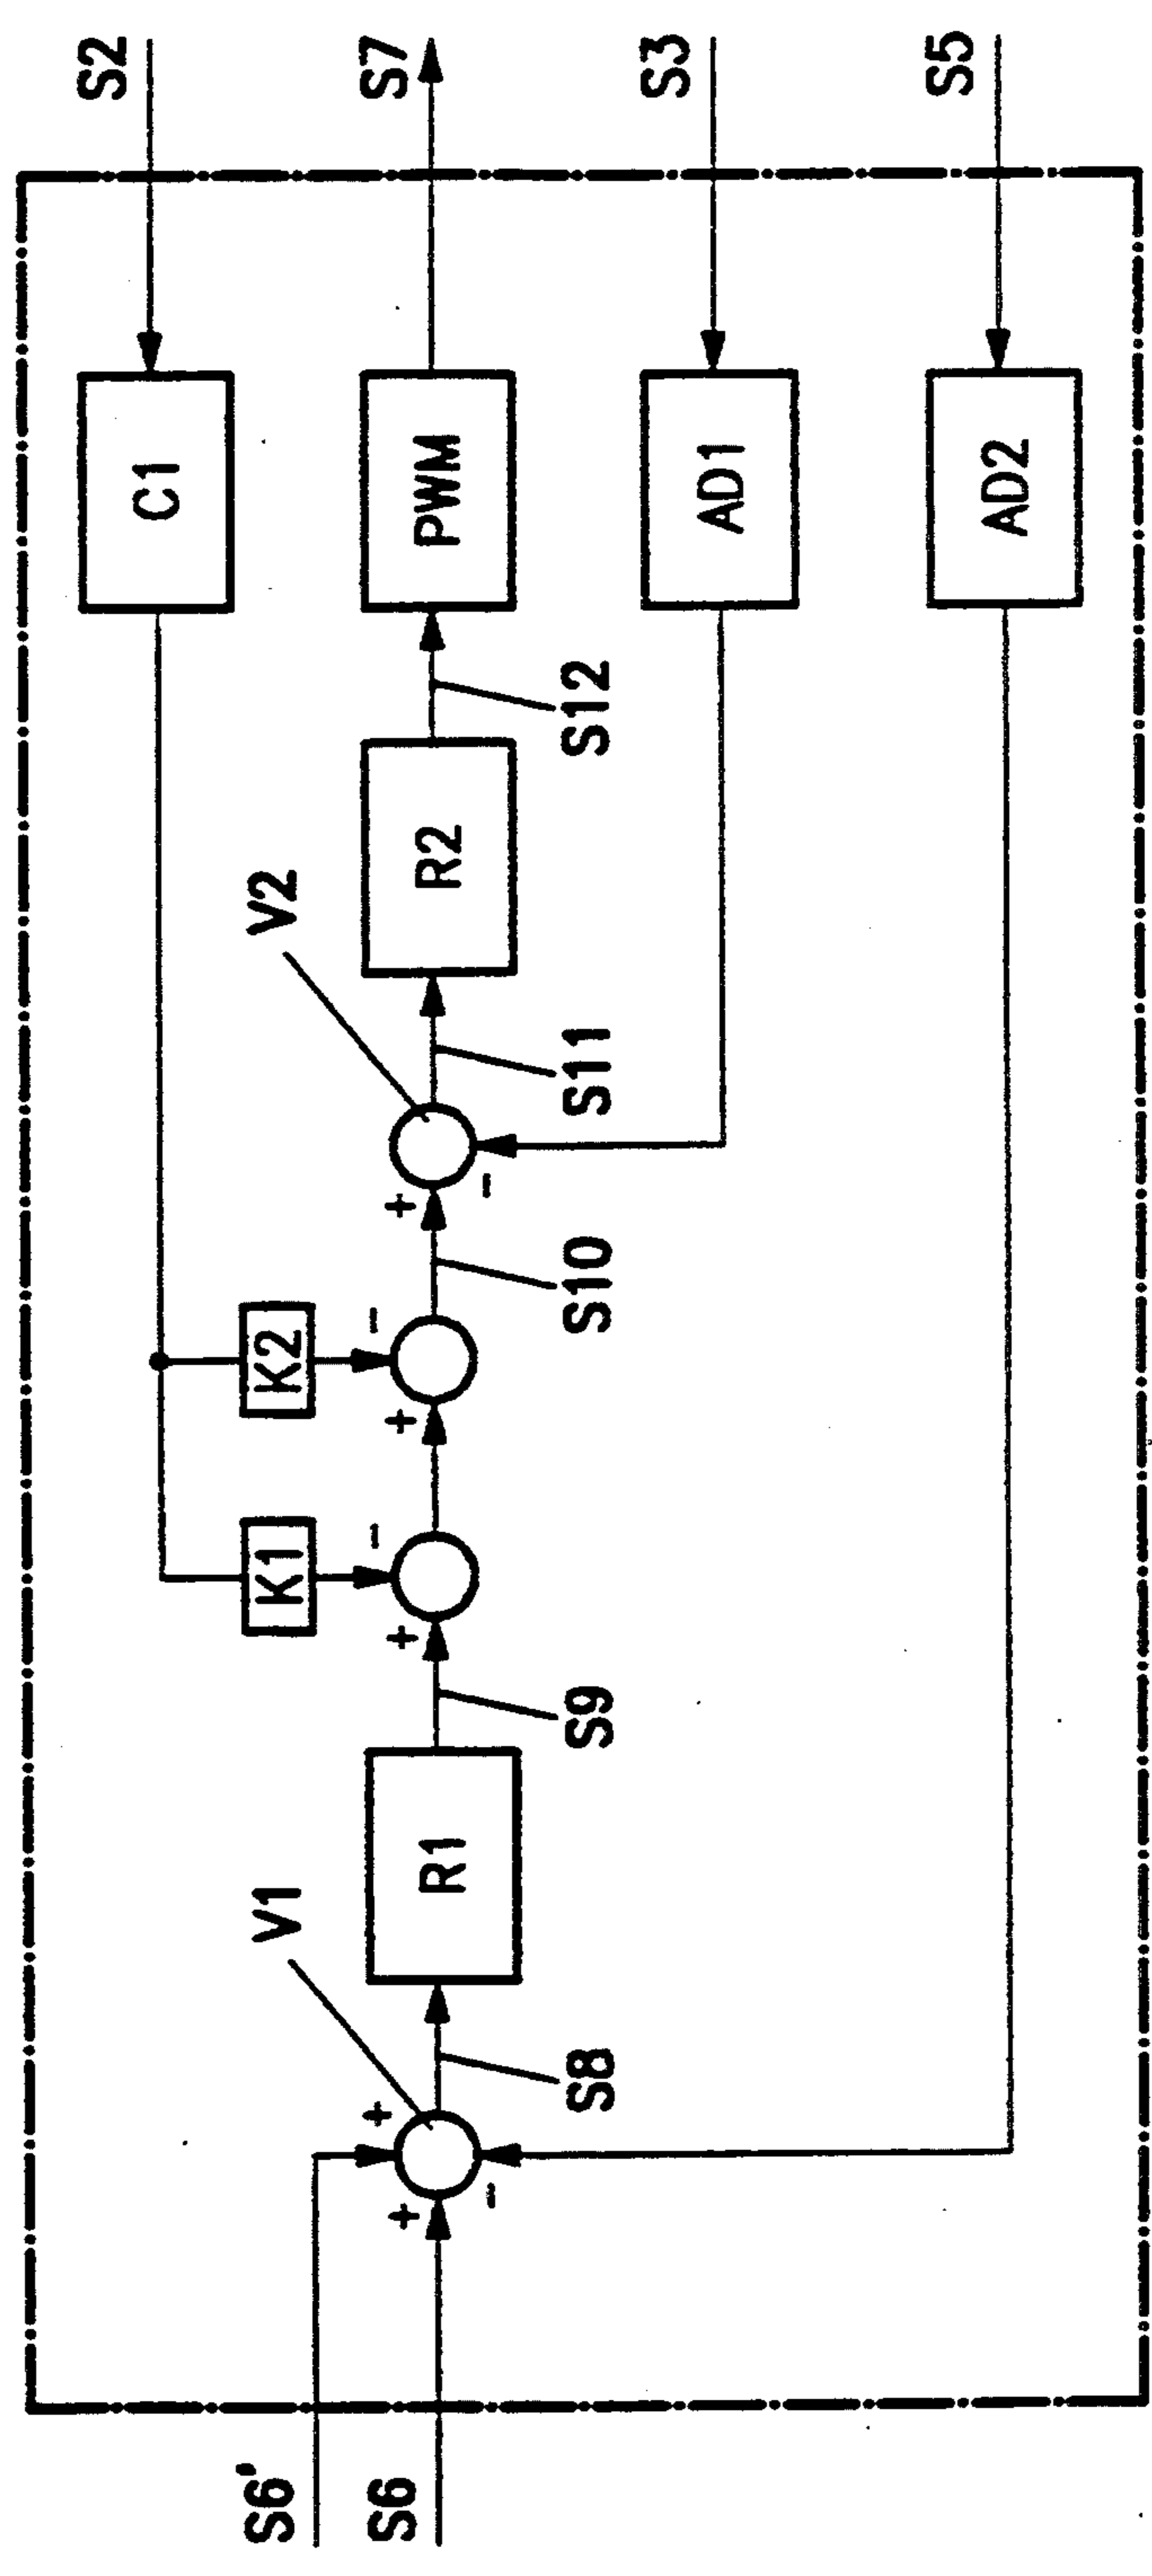 S2
S7
S3
S5
C1
PWM
AD1
AD2
S12
R2
V2
S11
S10
K2
K1
S9
R1
V1
S8
S6'
S6
+
-
+
-
+
-
+
+
-